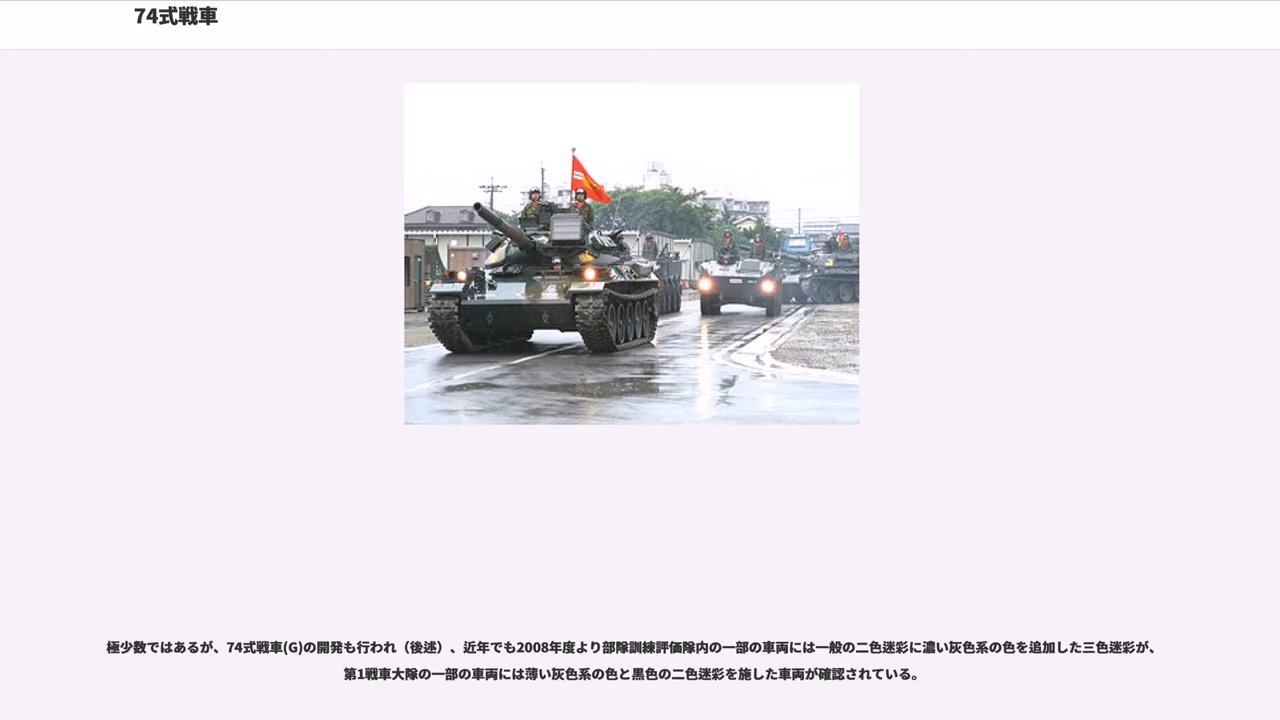 74式戦車
極少数ではあるが、74式戦車(G)の開発も行われ（後述）、近年でも2008年度より部隊訓練評価隊内の一部の車両には一般の二色迷彩に濃い灰色系の色を追加した三色迷彩が、
第1戦車大隊の一部の車両には薄い灰色系の色と黒色の二色迷彩を施した車両が確認されている。